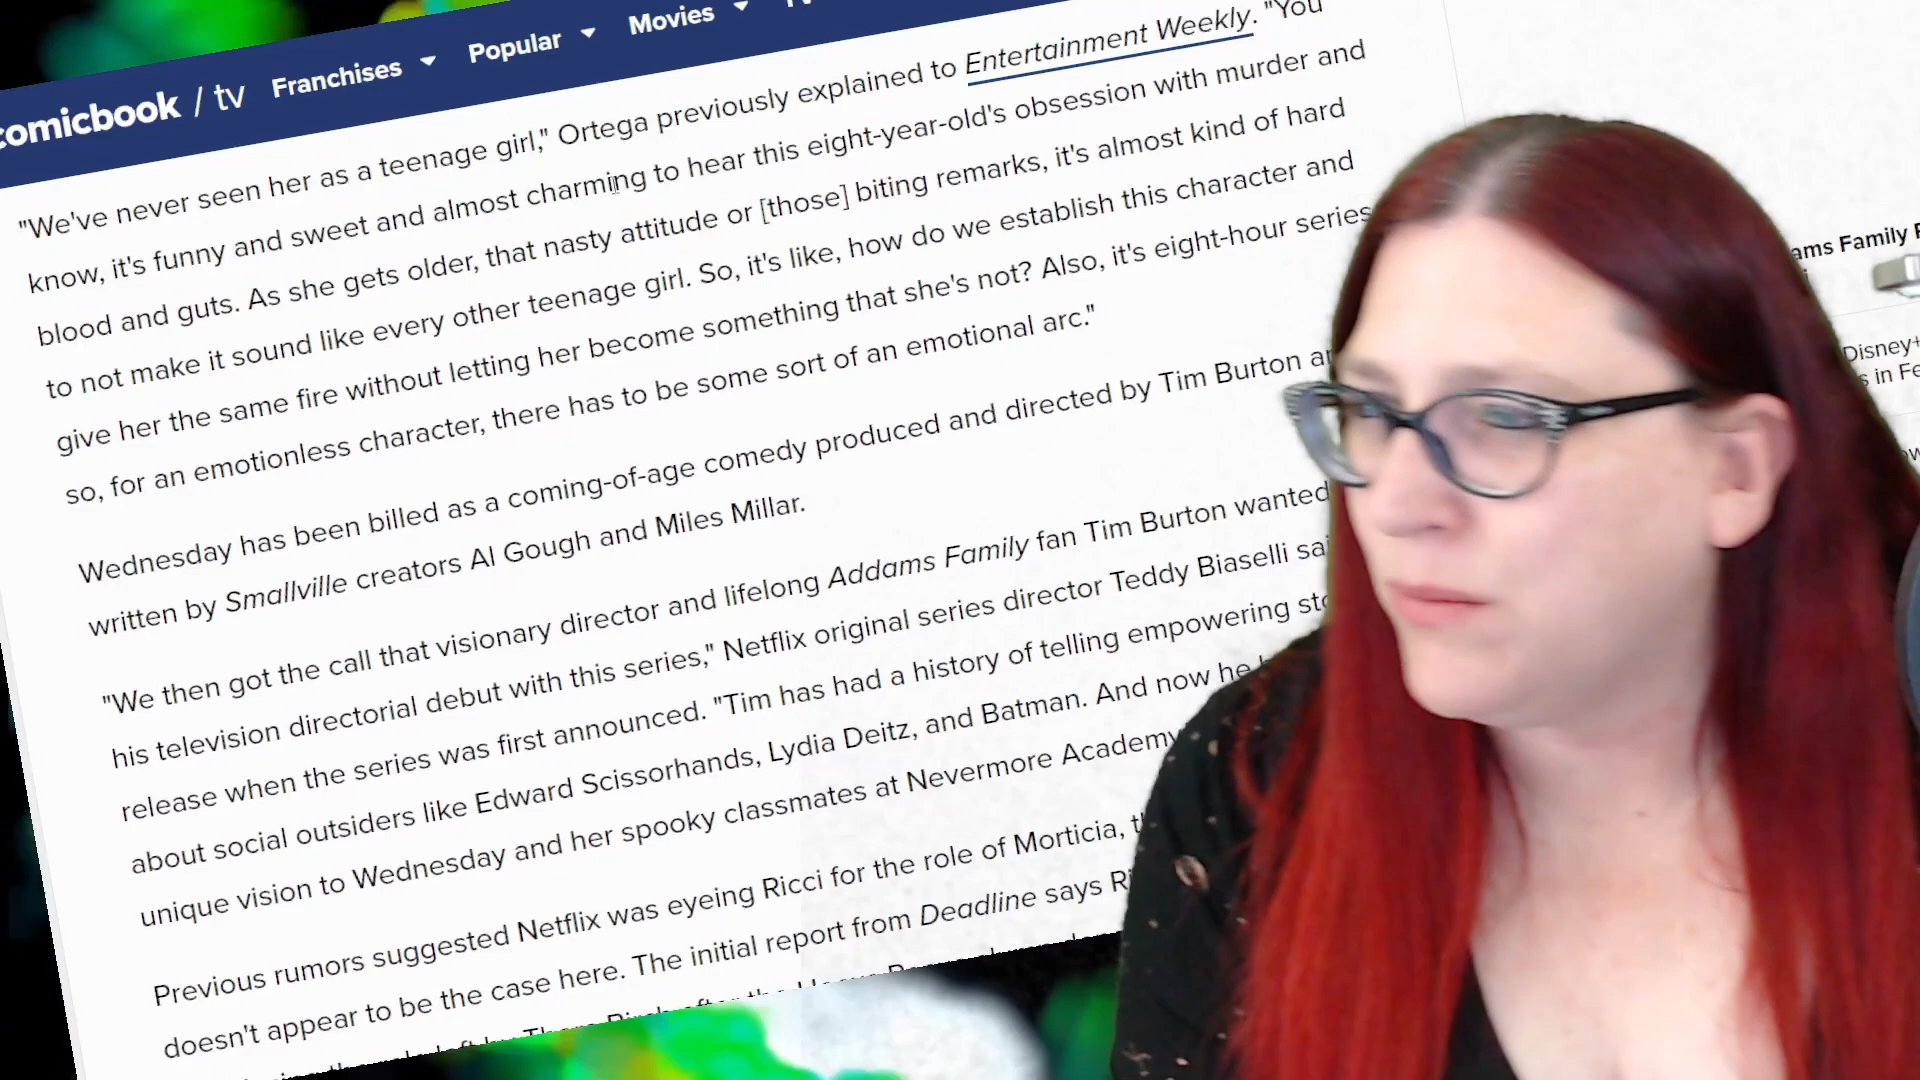 comicbook / tv Franchises Popular Movies
"We've never seen her as a teenage girl," Ortega previously explained to Entertainment Weekly. "You
know, it's funny and sweet and almost charming to hear this eight-year-old's obsession with murder and
blood and guts. As she gets older, that nasty attitude or [those] biting remarks, it's almost kind of hard
to not make it sound like every other teenage girl. So, it's like, how do we establish this character and
give her the same fire without letting her become something that she's not? Also, it's eight-hour series
so, for an emotionless character, there has to be some sort of an emotional arc."
Wednesday has been billed as a coming-of-age comedy produced and directed by Tim Burton
written by Smallville creators Al Gough and Miles Millar.
"We then got the call that visionary director and lifelong Addams Family fan Tim Burton wanted
his television directorial debut with this series," Netflix original series director Teddy Biaselli
release when the series was first announced. "Tim has had a history of telling empowering
about social outsiders like Edward Scissorhands, Lydia Deitz, and Batman. And now he
unique vision to Wednesday and her spooky classmates at Nevermore Academy
Previous rumors suggested Netflix was eyeing Ricci for the role of Morticia,
doesn't appear to be the case here. The initial report from Deadline says
Family
Disney+
in